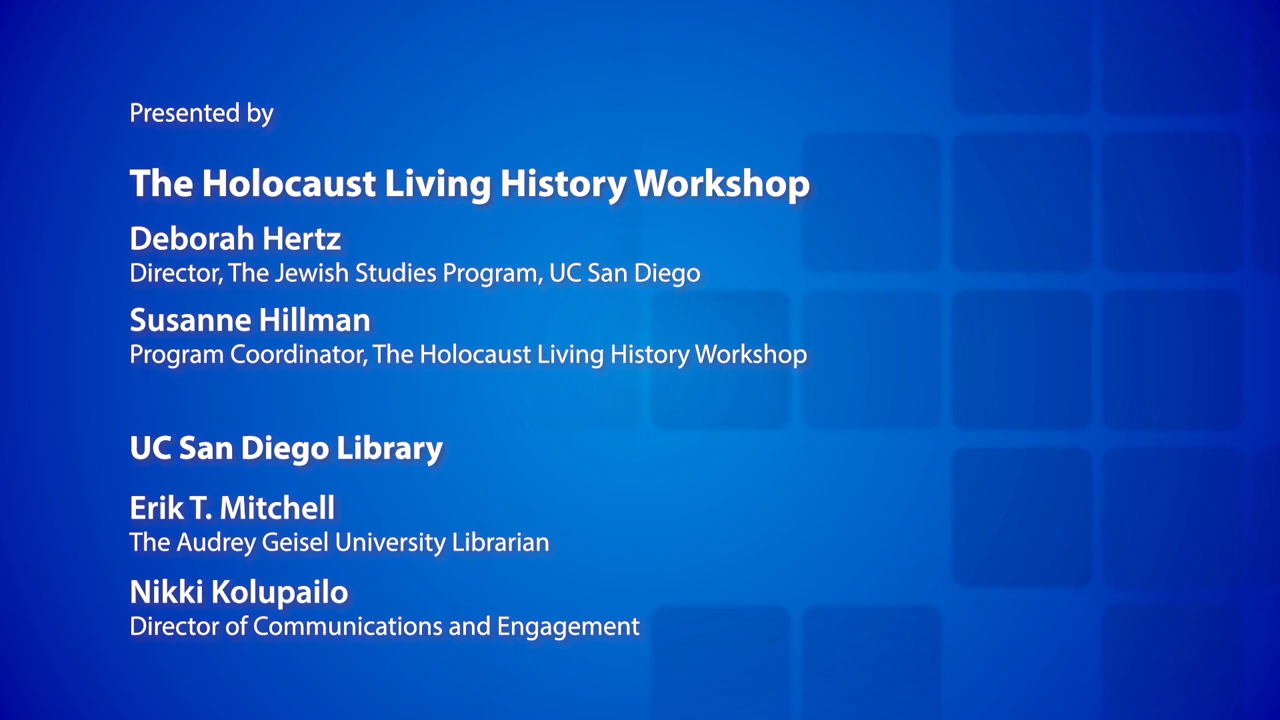 Presented by
The Holocaust Living History Workshop
Deborah Hertz
Director, The Jewish Studies Program, UC San Diego
Susanne Hillman
Program Coordinator, The Holocaust Living History Workshop
UC San Diego Library
Erik T. Mitchell
The Audrey Geisel University Librarian
Nikki Kolupailo
Director of Communications and Engagement